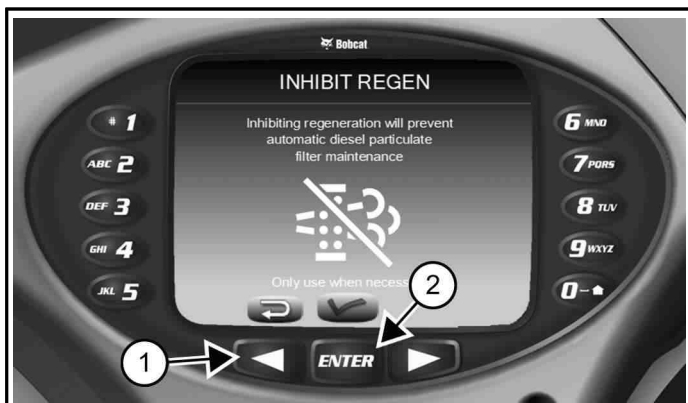 Bobcat
INHIBIT REGEN
Inhibiting regeneration will prevent
automatic diesel particulate
filter maintenance
Only use when
# 1
ABC 2
DEF 3
GHI 4
JKL 5
6 MNO
7 PQRS
8 TUV
9 WXYZ
0-
1
ENTER
2